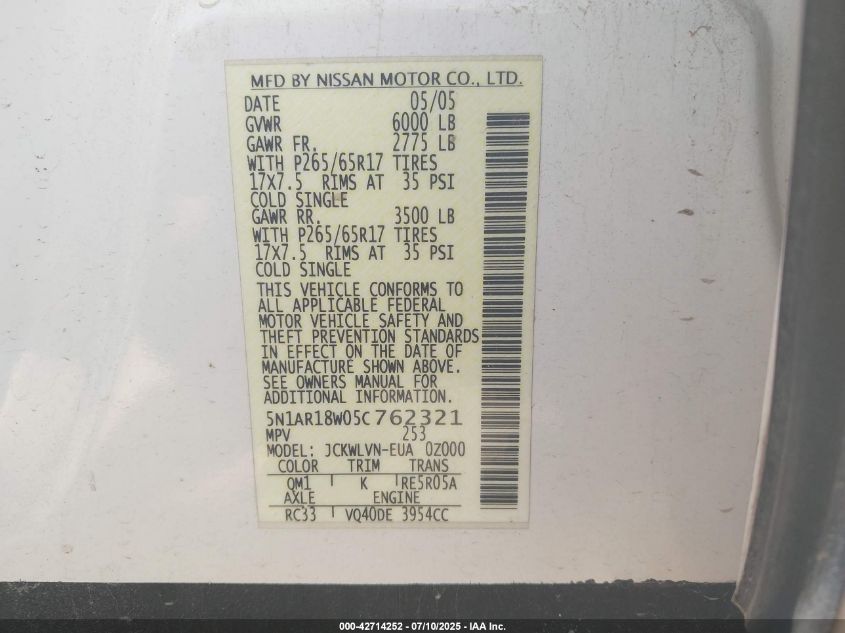 MFD BY NISSAN MOTOR CO., LTD.
DATE 05/05
GVWR 6000 LB
GAWR FR. 2775 LB
WITH P265/65R17 TIRES
17X7.5 RIMS AT 35 PSI
COLD SINGLE
GAWR RR. 3500 LB
WITH P265/65R17 TIRES
17X7.5 RIMS AT 35 PSI
COLD SINGLE
THIS VEHICLE CONFORMS TO
ALL APPLICABLE FEDERAL
MOTOR VEHICLE SAFETY AND
THEFT PREVENTION STANDARDS
IN EFFECT ON THE DATE OF
MANUFACTURE SHOWN ABOVE.
SEE OWNERS MANUAL FOR
ADDITIONAL INFORMATION.
5N1AR18W05C762321
MPV 253
MODEL: JCKWLVN-EUA 0Z000
COLOR TRIM TRANS
QM1 K RE5R05A
AXLE ENGINE
RC33 VQ40DE 3954CC
000-42714252 - 07/10/2025 - IAA Inc.